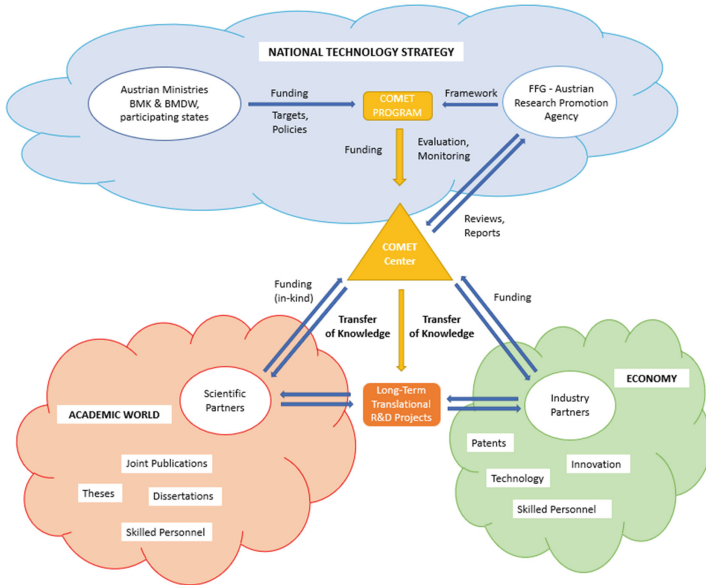 NATIONAL TECHNOLOGY STRATEGY
Austrian Ministries
BMK & BMDW,
participating states
Funding
Targets,
Policies
COMET
PROGRAM
Framework
FFG - Austrian
Research Promotion
Agency
Funding
Evaluation,
Monitoring
Reviews,
Reports
COMET
Center
Funding
(in-kind)
Funding
Transfer
of Knowledge
Transfer
of Knowledge
Scientific
Partners
Long-Term
Translational
R&D Projects
Industry
Partners
ECONOMY
ACADEMIC WORLD
Joint Publications
Theses
Dissertations
Skilled Personnel
Patents
Innovation
Technology
Skilled Personnel